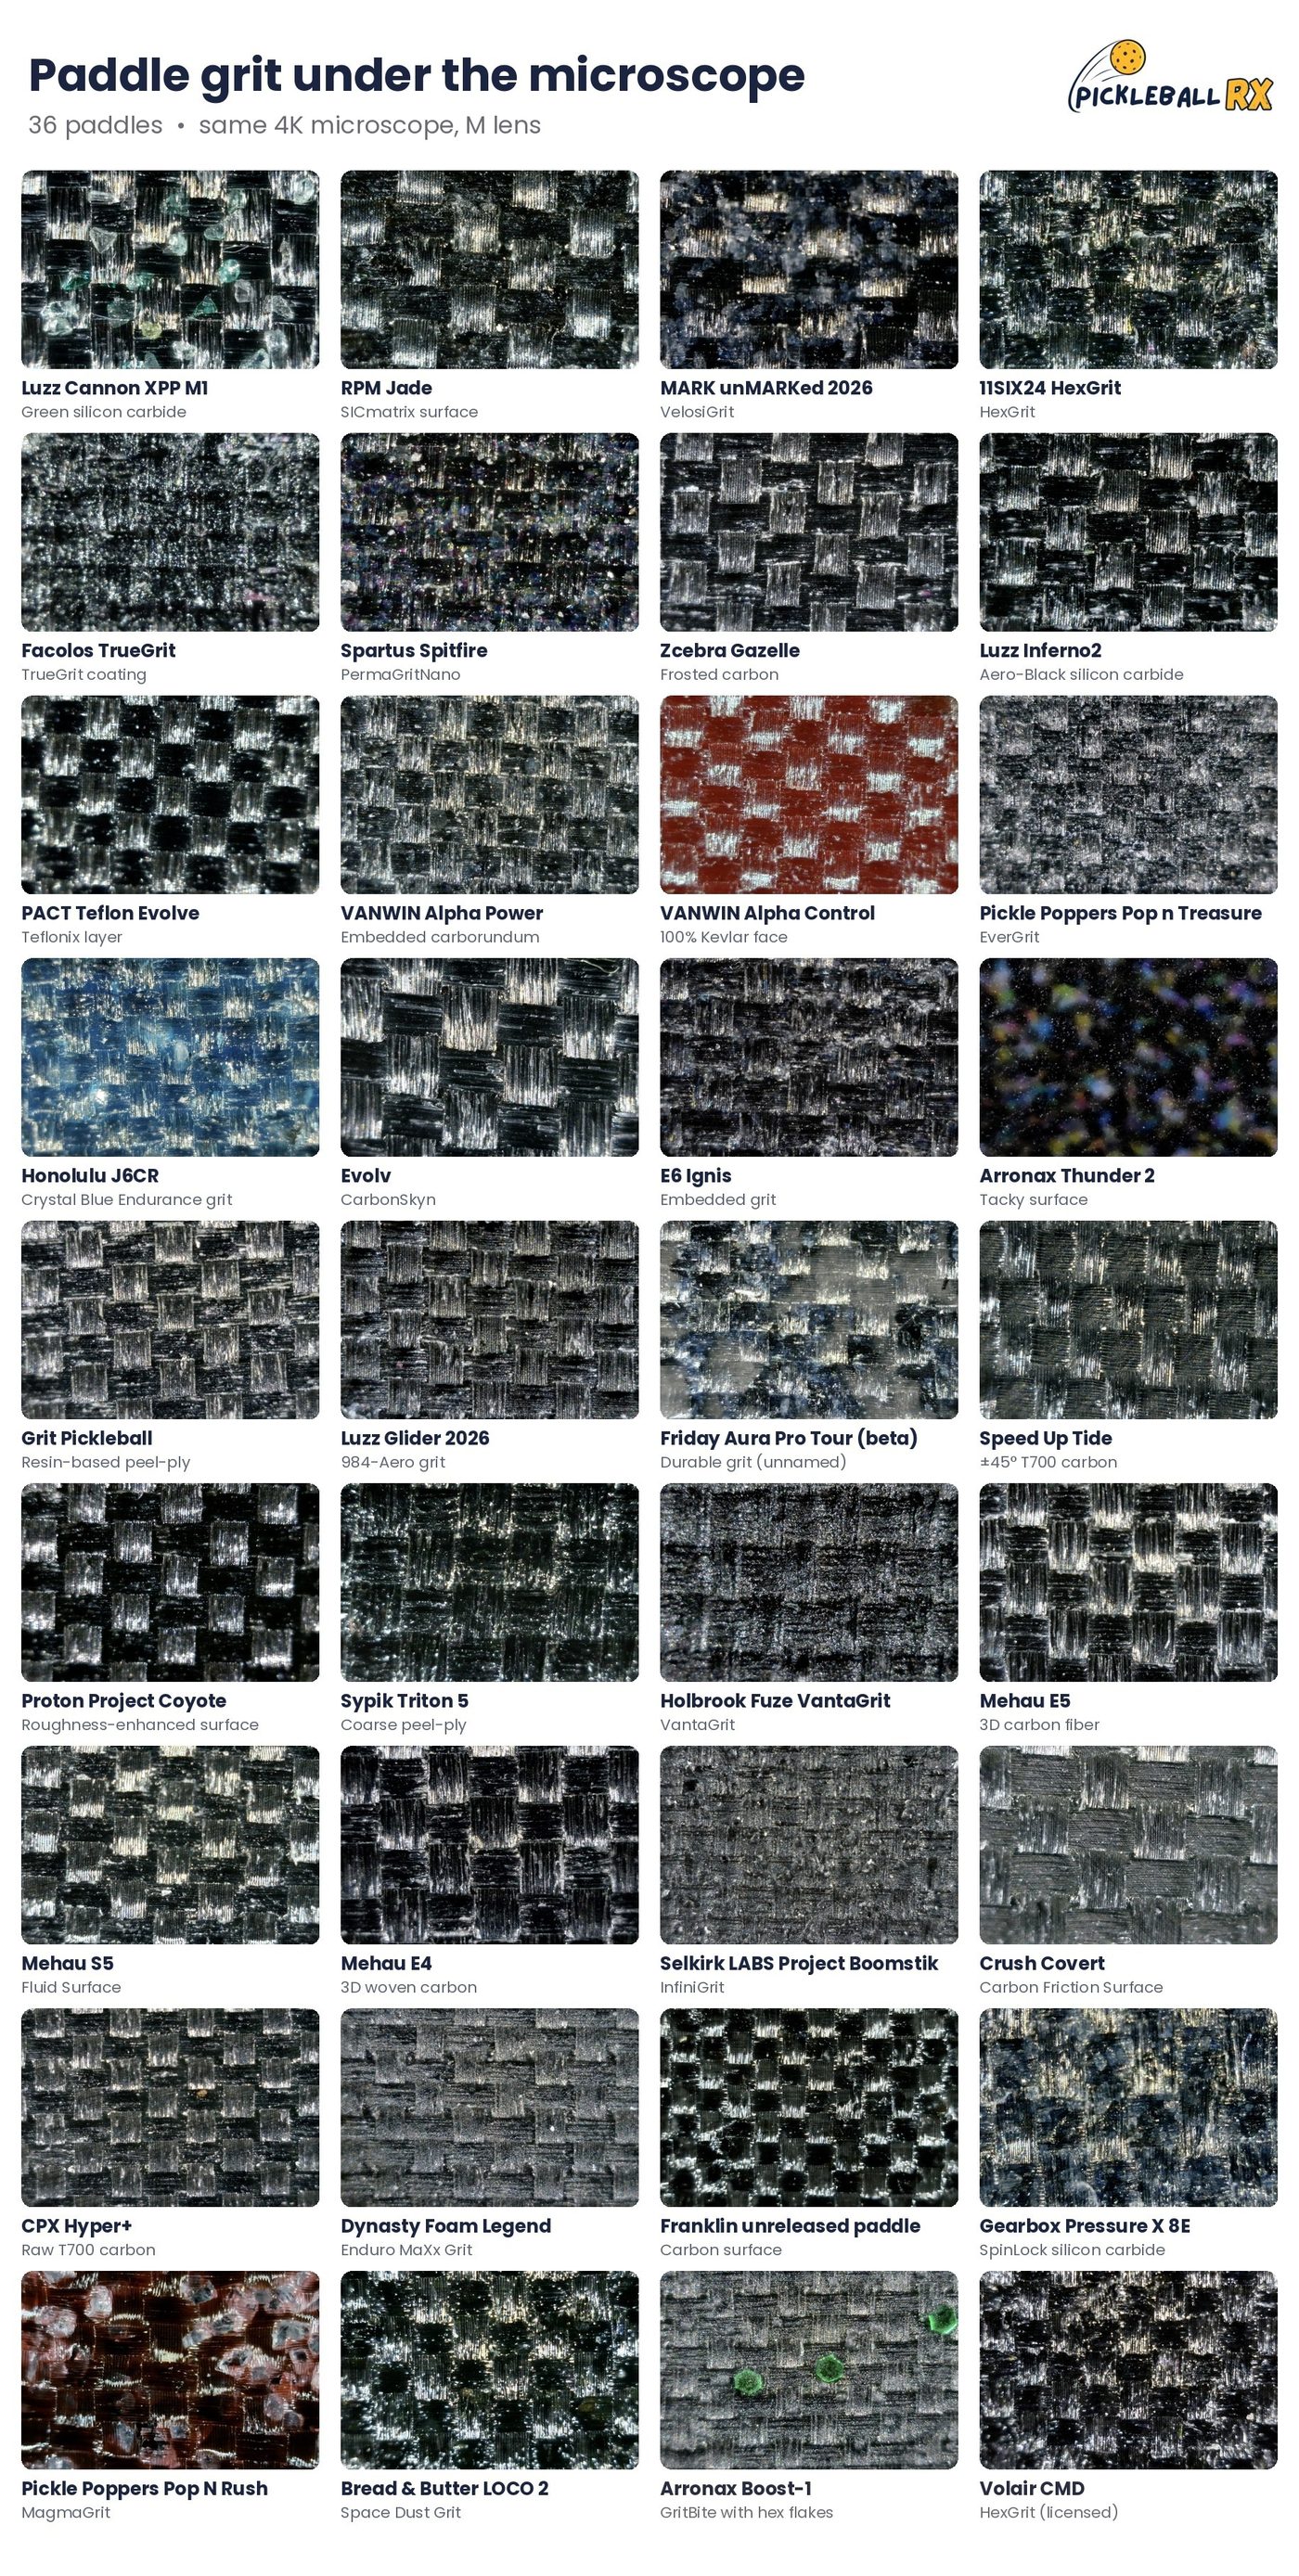 Paddle grit under the microscope
36 paddles • same 4K microscope, M lens
PICKLEBALL RX
Luzz Cannon XPP M1
Green silicon carbide
RPM Jade
SICmatrix surface
MARK unMARKed 2026
VelosiGrit
11SIX24 HexGrit
HexGrit
Facolos TrueGrit
TrueGrit coating
Spartus Spitfire
PermaGritNano
Zcebra Gazelle
Frosted carbon
Luzz Inferno2
Aero-Black silicon carbide
PACT Teflon Evolve
Teflonix layer
VANWIN Alpha Power
Embedded carborundum
VANWIN Alpha Control
100% Kevlar face
Pickle Poppers Pop n Treasure
EverGrit
Honolulu J6CR
Crystal Blue Endurance grit
Evolv
CarbonSkyn
E6 Ignis
Embedded grit
Arronax Thunder 2
Tacky surface
Grit Pickleball
Resin-based peel-ply
Luzz Glider 2026
984-Aero grit
Friday Aura Pro Tour (beta)
Durable grit (unnamed)
Speed Up Tide
±45° T700 carbon
Proton Project Coyote
Roughness-enhanced surface
Sypik Triton 5
Coarse peel-ply
Holbrook Fuze VantaGrit
VantaGrit
Mehau E5
3D carbon fiber
Mehau S5
Fluid Surface
Mehau E4
3D woven carbon
Selkirk LABS Project Boomstik
InfiniGrit
Crush Covert
Carbon Friction Surface
CPX Hyper+
Raw T700 carbon
Dynasty Foam Legend
Enduro MaXx Grit
Franklin unreleased paddle
Carbon surface
Gearbox Pressure X 8E
SpinLock silicon carbide
Pickle Poppers Pop N Rush
MagmaGrit
Bread & Butter LOCO 2
Space Dust Grit
Arronax Boost-1
GritBite with hex flakes
Volair CMD
HexGrit (licensed)